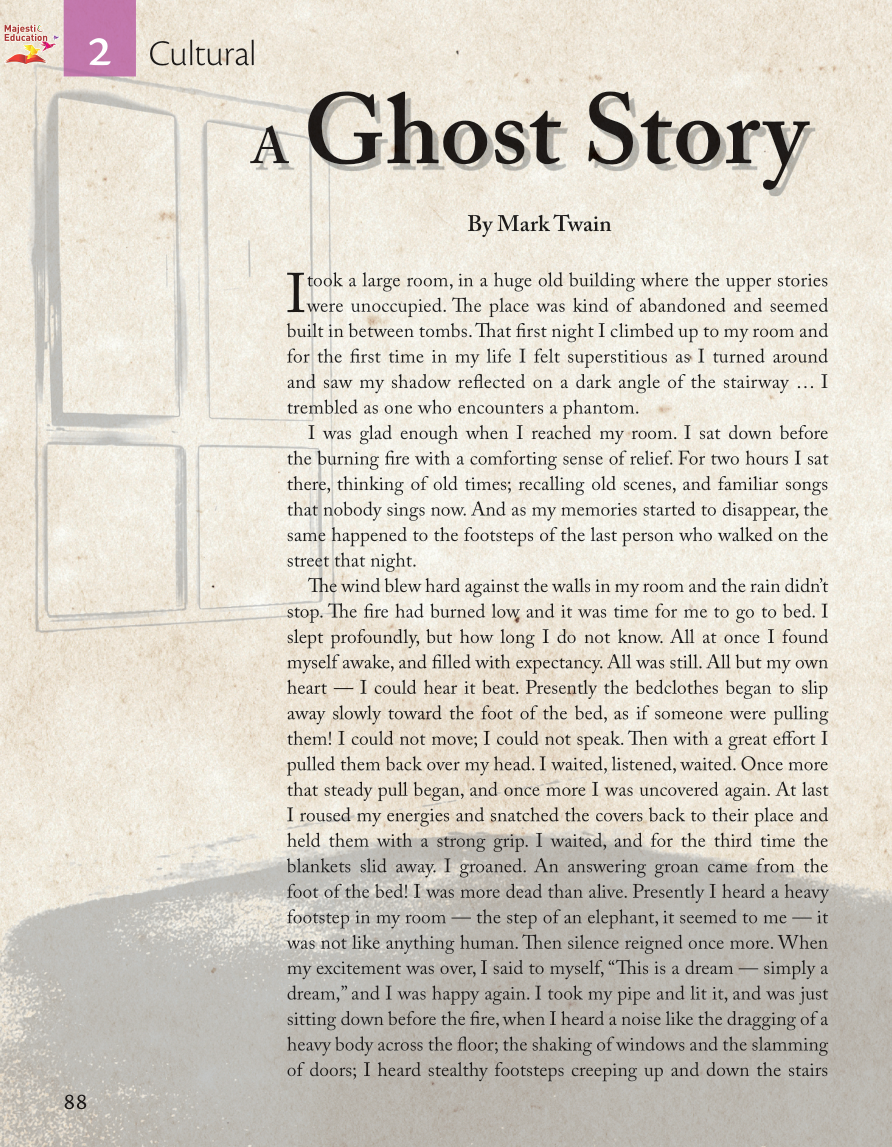 Majestic
Education
2
Cultural
A Ghost Story
By Mark Twain
I took a large room, in a huge old building where the upper stories
were unoccupied. The place was kind of abandoned and seemed
built in between tombs. That first night I climbed up to my room and
for the first time in my life I felt superstitious as I turned around
and saw my shadow reflected on a dark angle of the stairway … I
trembled as one who encounters a phantom.
I was glad enough when I reached my room. I sat down before
the burning fire with a comforting sense of relief. For two hours I sat
there, thinking of old times; recalling old scenes, and familiar songs
that nobody sings now. And as my memories started to disappear, the
same happened to the footsteps of the last person who walked on the
street that night.
The wind blew hard against the walls in my room and the rain didn't
stop. The fire had burned low and it was time for me to go to bed. I
slept profoundly, but how long I do not know. All at once I found
myself awake, and filled with expectancy. All was still. All but my own
heart — I could hear it beat. Presently the bedclothes began to slip
away slowly toward the foot of the bed, as if someone were pulling
them! I could not move; I could not speak. Then with a great effort I
pulled them back over my head. I waited, listened, waited. Once more
that steady pull began, and once more I was uncovered again. At last
I roused my energies and snatched the covers back to their place and
held them with a strong grip. I waited, and for the third time the
blankets slid away. I groaned. An answering groan came from the
foot of the bed! I was more dead than alive. Presently I heard a heavy
footstep in my room — the step of an elephant, it seemed to me — it
was not like anything human. Then silence reigned once more. When
my excitement was over, I said to myself, “This is a dream — simply a
dream,” and I was happy again. I took my pipe and lit it, and was just
sitting down before the fire, when I heard a noise like the dragging of a
heavy body across the floor; the shaking of windows and the slamming
of doors; I heard stealthy footsteps creeping up and down the stairs
88